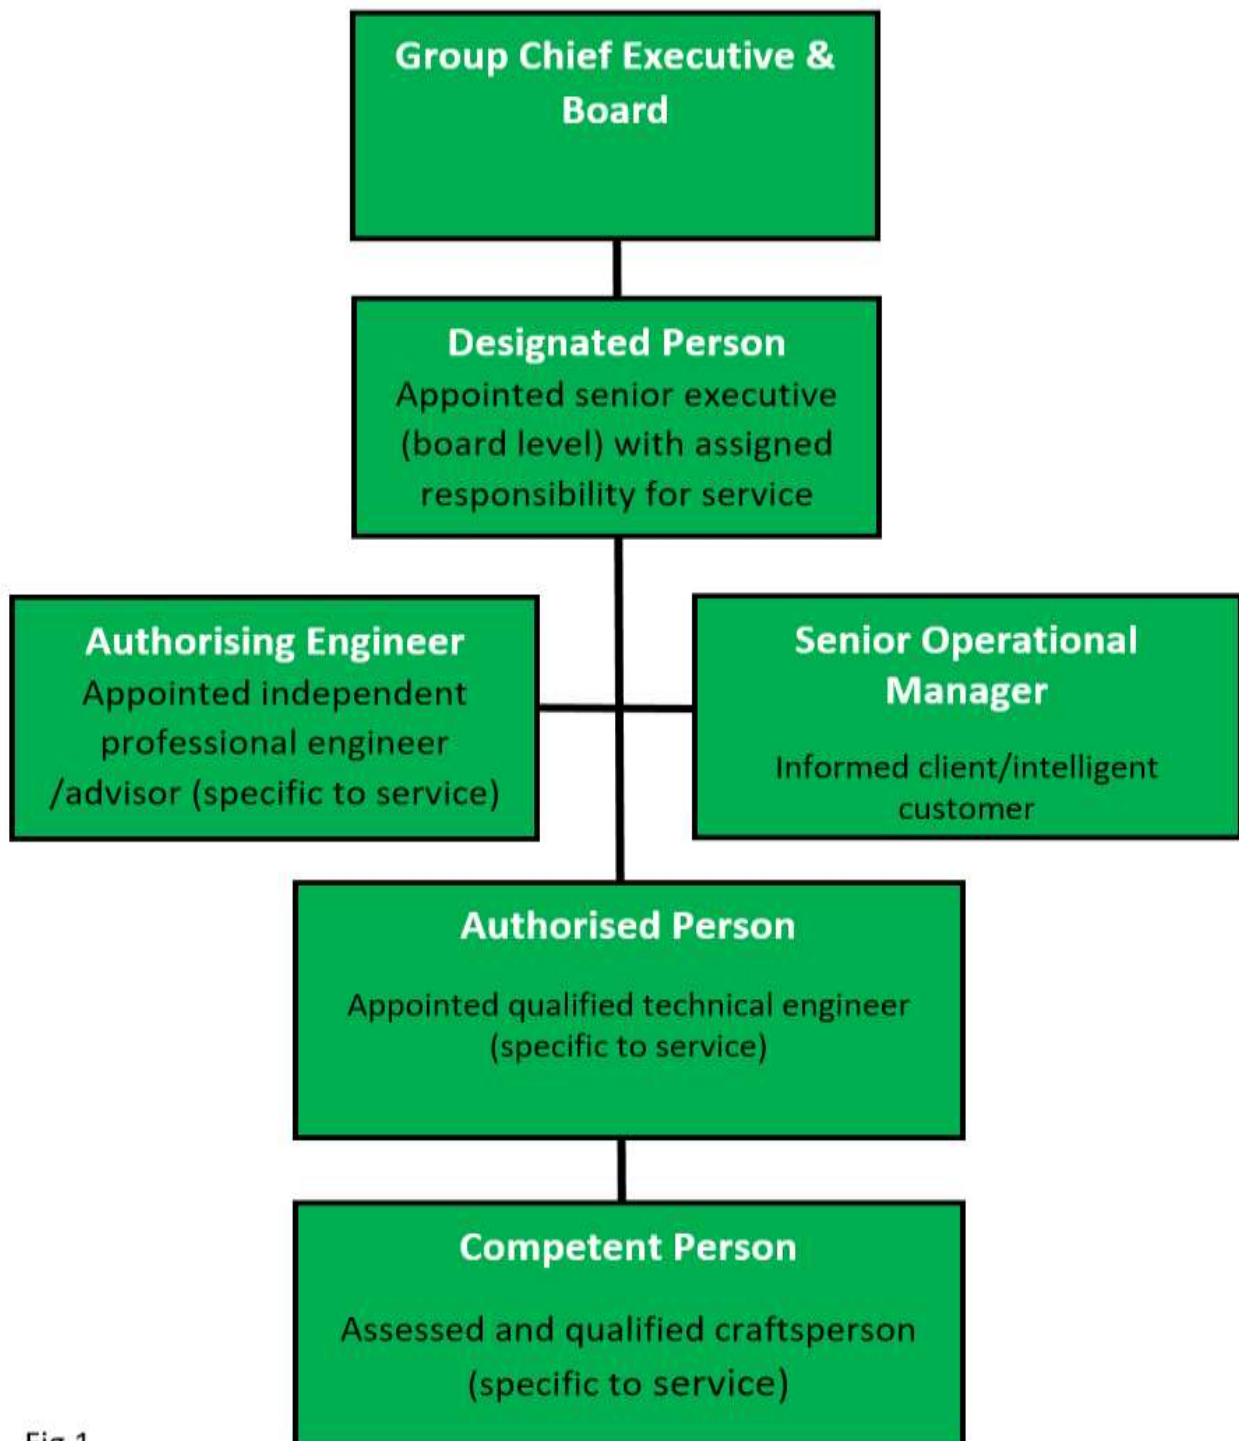 Group Chief Executive &
Board
Designated Person
Appointed senior executive
(board level) with assigned
responsibility for service
Authorising Engineer
Appointed independent
professional engineer
/advisor (specific to service)
Senior Operational
Manager
Informed client/intelligent
customer
Authorised Person
Appointed qualified technical engineer
(specific to service)
Competent Person
Assessed and qualified craftsperson
(specific to service)
Fig 1